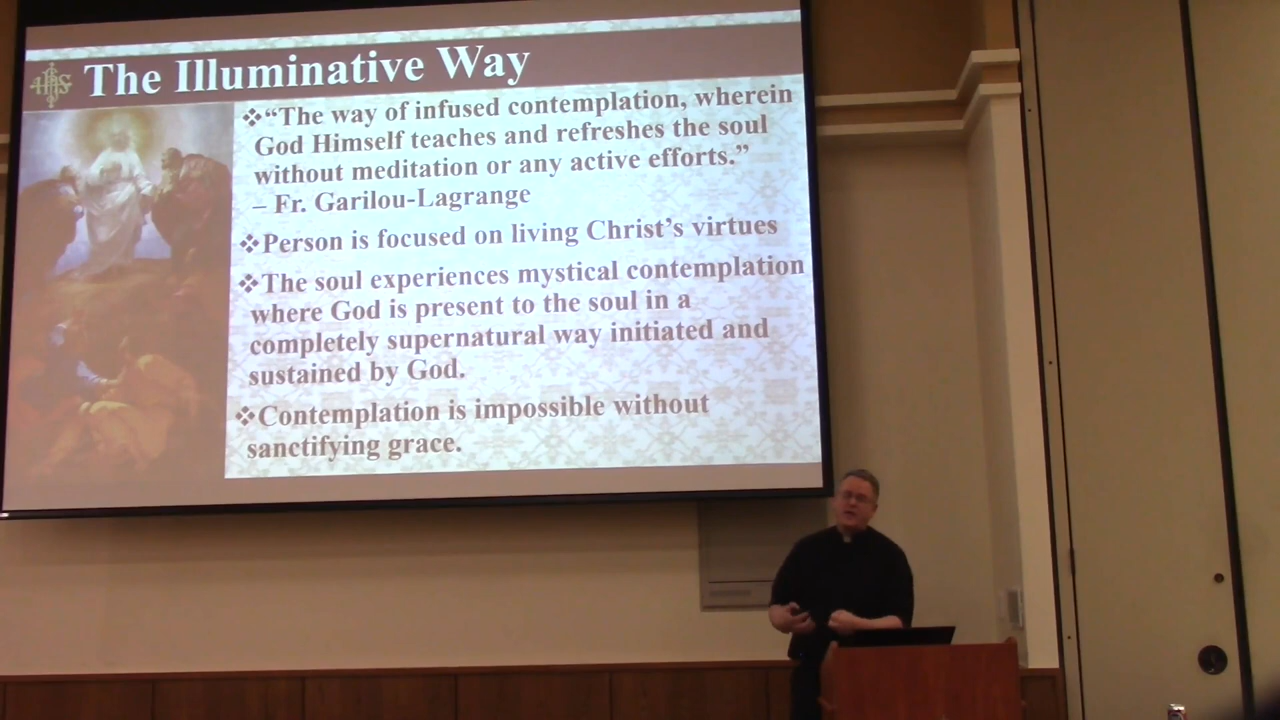 IHS
The Illuminative Way
❖“The way of infused contemplation, wherein
God Himself teaches and refreshes the soul
without meditation or any active efforts.”
– Fr. Garilou-Lagrange
❖Person is focused on living Christ’s virtues
❖The soul experiences mystical contemplation
where God is present to the soul in a
completely supernatural way initiated and
sustained by God.
❖Contemplation is impossible without
sanctifying grace.